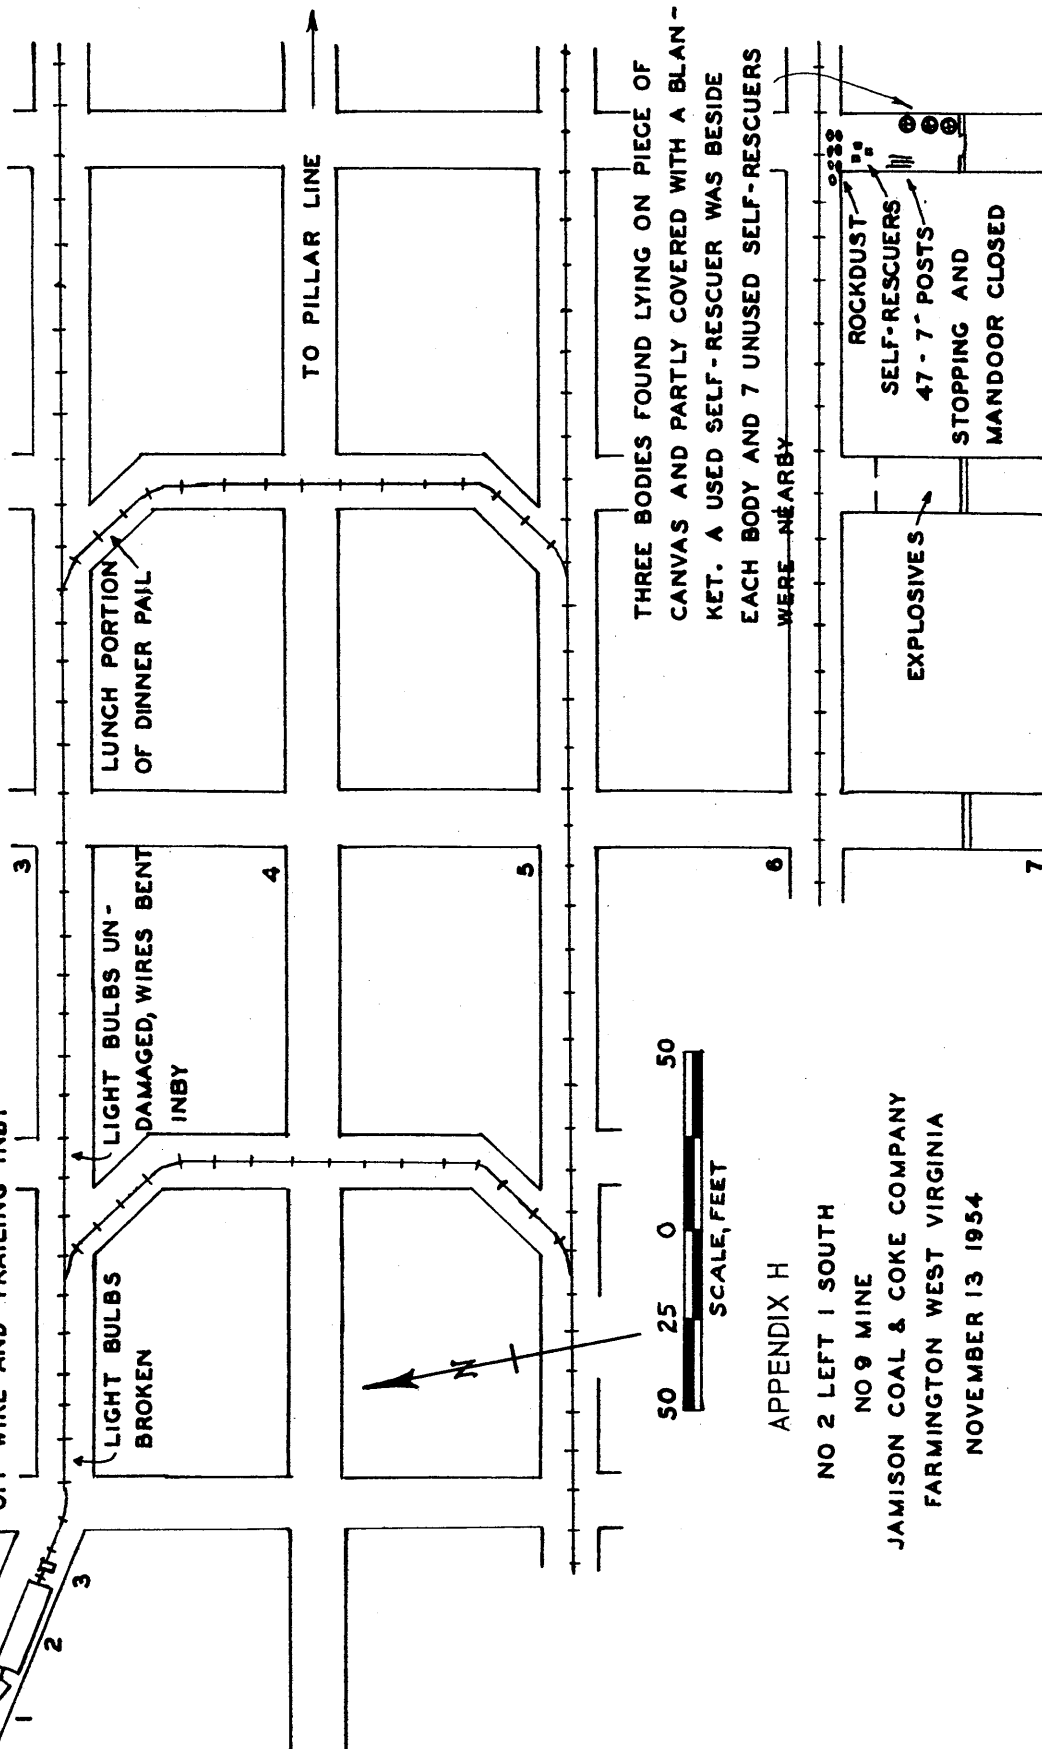 TO PILLAR LINE
THREE BODIES FOUND LYING ON PIECE OF
CANVAS AND PARTLY COVERED WITH A BLAN-
KET. A USED SELF-RESCUER WAS BESIDE
EACH BODY AND 7 UNUSED SELF-RESCUERS
WERE NEARBY
ROCKDUST
SELF-RESCUERS
47-7" POSTS
STOPPING AND
MANDOOR CLOSED
EXPLOSIVES
LUNCH PORTION
OF DINNER PAIL
LIGHT BULBS UN-
DAMAGED, WIRES BENT
INBY
LIGHT BULBS
BROKEN
WIRE AND TRAILING INBY
1
2
3
3
4
5
6
7
N
50 25 0 50
SCALE, FEET
APPENDIX H
NO 2 LEFT 1 SOUTH
NO 9 MINE
JAMISON COAL & COKE COMPANY
FARMINGTON WEST VIRGINIA
NOVEMBER 13 1954